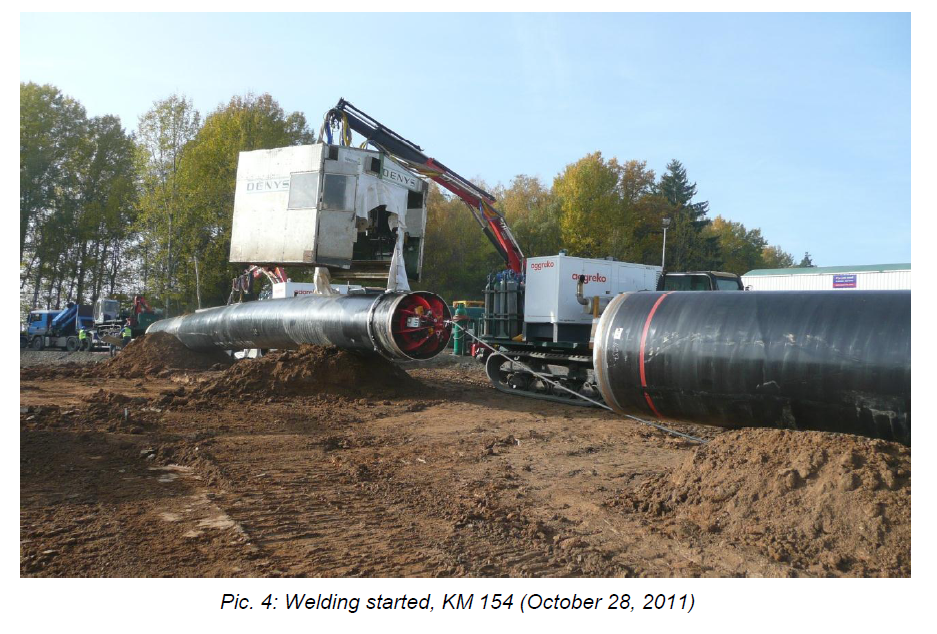 DENYS
DENYS
aggreko
aggreko
Pic. 4: Welding started, KM 154 (October 28, 2011)